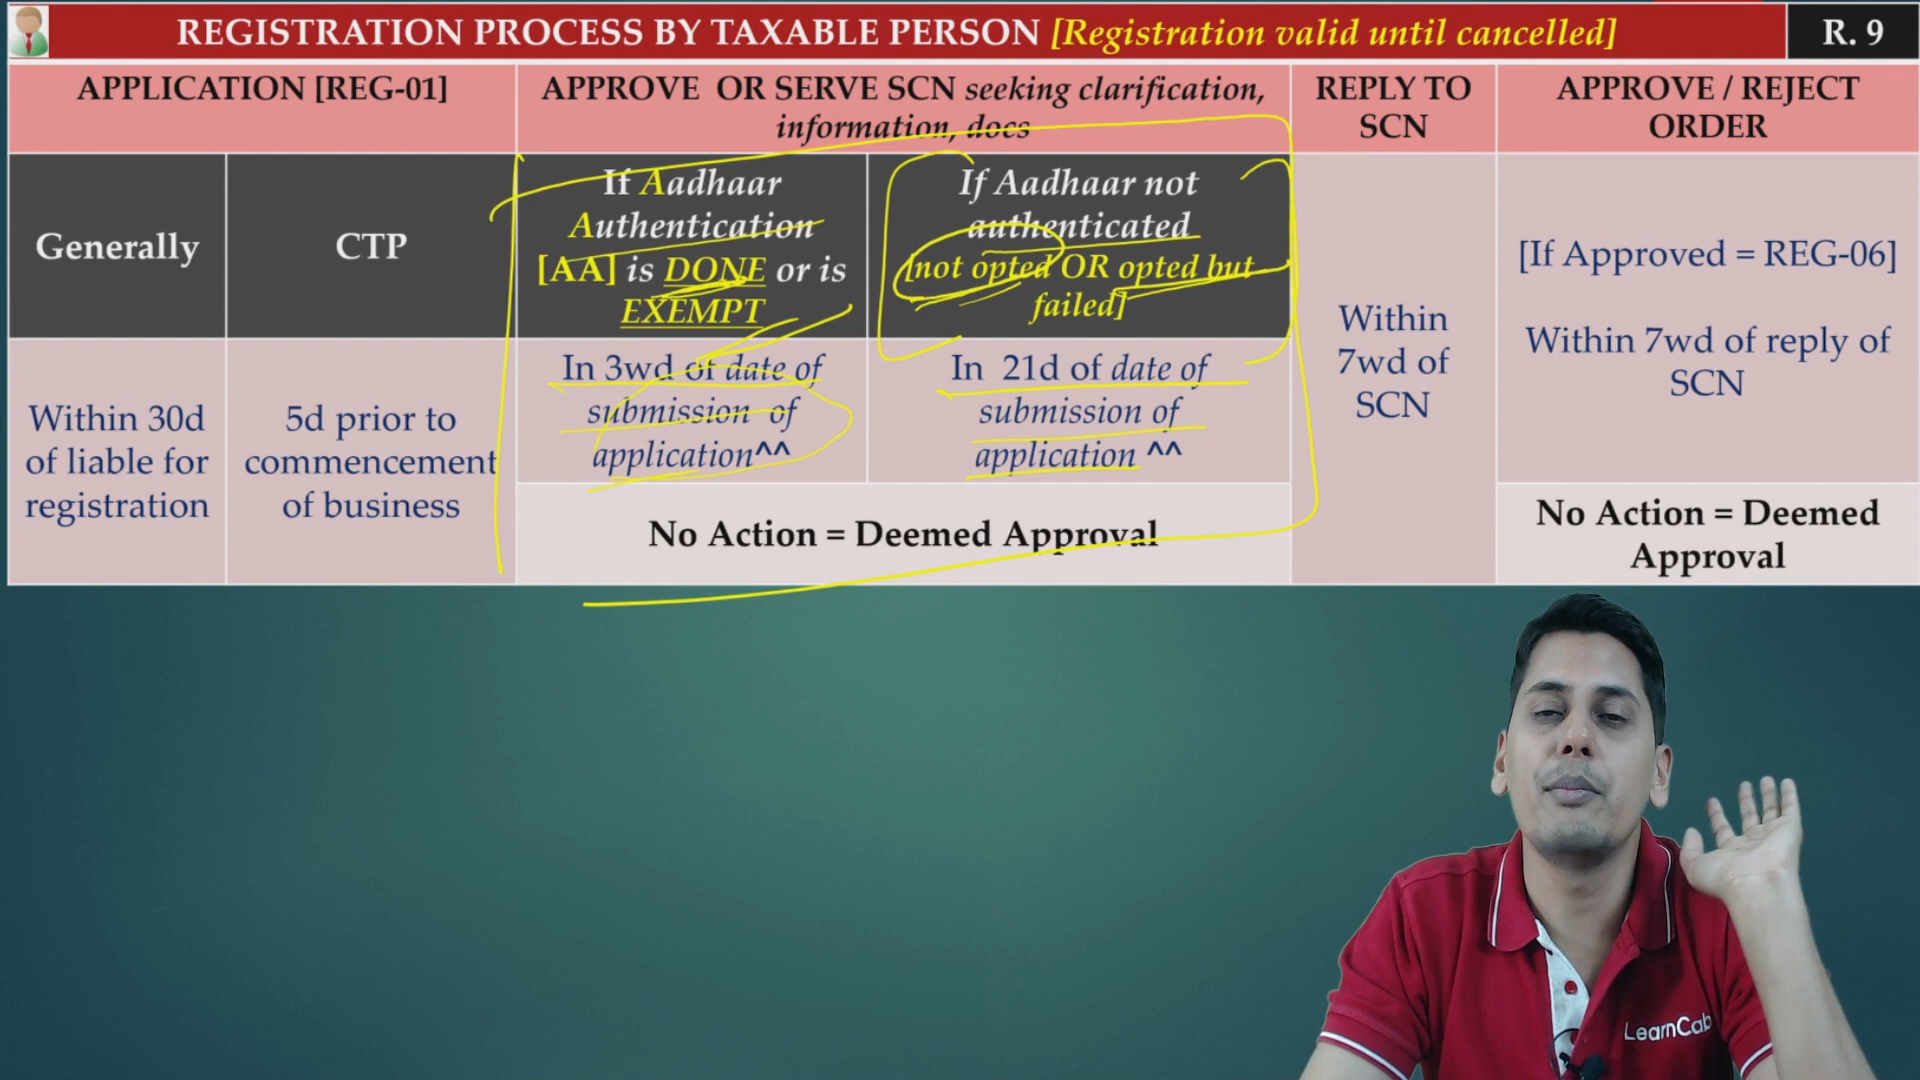 REGISTRATION PROCESS BY TAXABLE PERSON [Registration valid until cancelled]
R. 9
APPLICATION [REG-01]
APPROVE OR SERVE SCN seeking clarification,
information, docs
REPLY TO
SCN
APPROVE / REJECT
ORDER
Generally
CTP
If Aadhaar
Authentication
[AA] is DONE or is
EXEMPT
If Aadhaar not
authenticated
[not opted OR opted but
failed]
Within 30d
of liable for
registration
5d prior to
commencement
of business
In 3wd of date of
submission of
application^^
In 21d of date of
submission of
application ^^
No Action = Deemed Approval
Within
7wd of
SCN
[If Approved = REG-06]
Within 7wd of reply of
SCN
No Action = Deemed
Approval
LearnCab